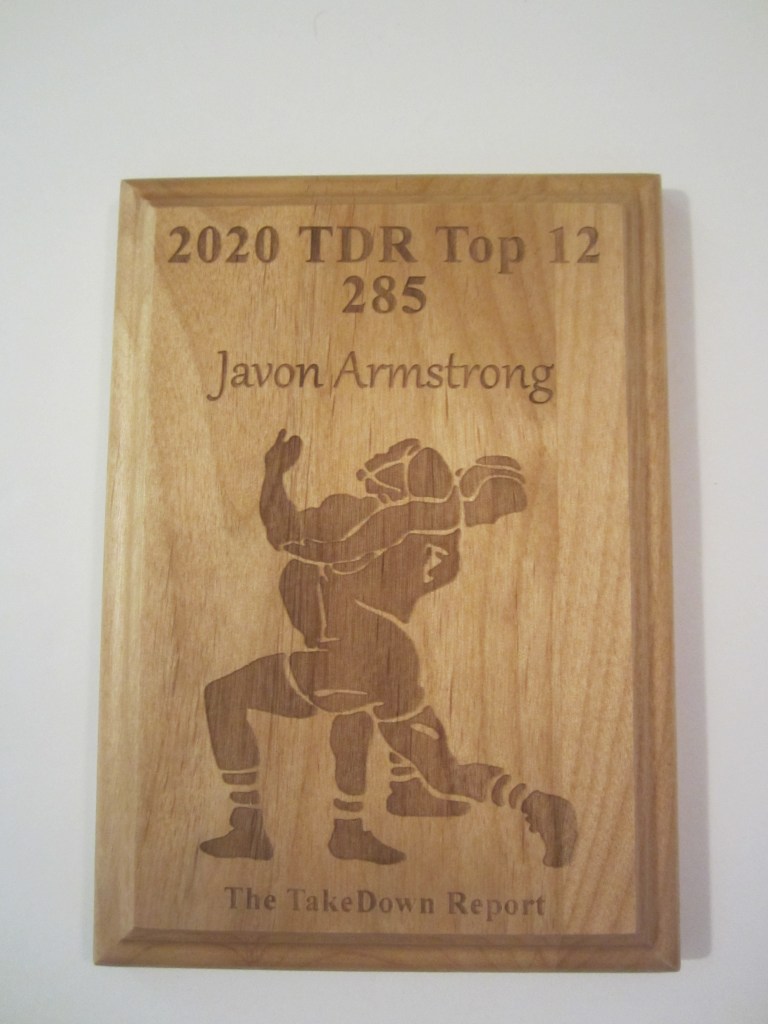 2020 TDR Top 12
285
Javon Armstrong
The TakeDown Report